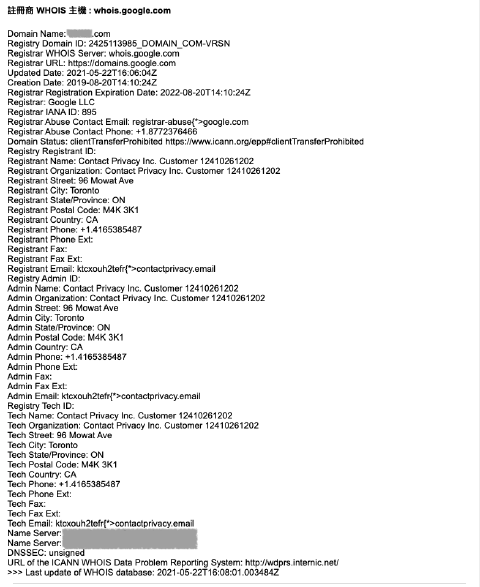 註冊商 WHOIS 主機 : whois.google.com
Domain Name: .com
Registry Domain ID: 2425113985_DOMAIN_COM-VRSN
Registrar WHOIS Server: whois.google.com
Registrar URL: https://domains.google.com
Updated Date: 2021-05-22T16:06:04Z
Creation Date: 2019-08-20T14:10:24Z
Registrar Registration Expiration Date: 2022-08-20T14:10:24Z
Registrar: Google LLC
Registrar IANA ID: 895
Registrar Abuse Contact Email: registrar-abuse{*>google.com
Registrar Abuse Contact Phone: +1.8772376466
Domain Status: clientTransferProhibited https://www.icann.org/epp#clientTransferProhibited
Registry Registrant ID:
Registrant Name: Contact Privacy Inc. Customer 12410261202
Registrant Organization: Contact Privacy Inc. Customer 12410261202
Registrant Street: 96 Mowat Ave
Registrant City: Toronto
Registrant State/Province: ON
Registrant Postal Code: M4K 3K1
Registrant Country: CA
Registrant Phone: +1.4165385487
Registrant Phone Ext:
Registrant Fax:
Registrant Fax Ext:
Registrant Email: ktcxouh2tefr{*>contactprivacy.email
Registry Admin ID:
Admin Name: Contact Privacy Inc. Customer 12410261202
Admin Organization: Contact Privacy Inc. Customer 12410261202
Admin Street: 96 Mowat Ave
Admin City: Toronto
Admin State/Province: ON
Admin Postal Code: M4K 3K1
Admin Country: CA
Admin Phone: +1.4165385487
Admin Phone Ext:
Admin Fax:
Admin Fax Ext:
Admin Email: ktcxouh2tefr{*>contactprivacy.email
Registry Tech ID:
Tech Name: Contact Privacy Inc. Customer 12410261202
Tech Organization: Contact Privacy Inc. Customer 12410261202
Tech Street: 96 Mowat Ave
Tech City: Toronto
Tech State/Province: ON
Tech Postal Code: M4K 3K1
Tech Country: CA
Tech Phone: +1.4165385487
Tech Phone Ext:
Tech Fax:
Tech Fax Ext:
Tech Email: ktcxouh2tefr{*>contactprivacy.email
Name Server:
Name Server:
DNSSEC: unsigned
URL of the ICANN WHOIS Data Problem Reporting System: http://wdprs.internic.net/
>>> Last update of WHOIS database: 2021-05-22T16:08:01.003484Z